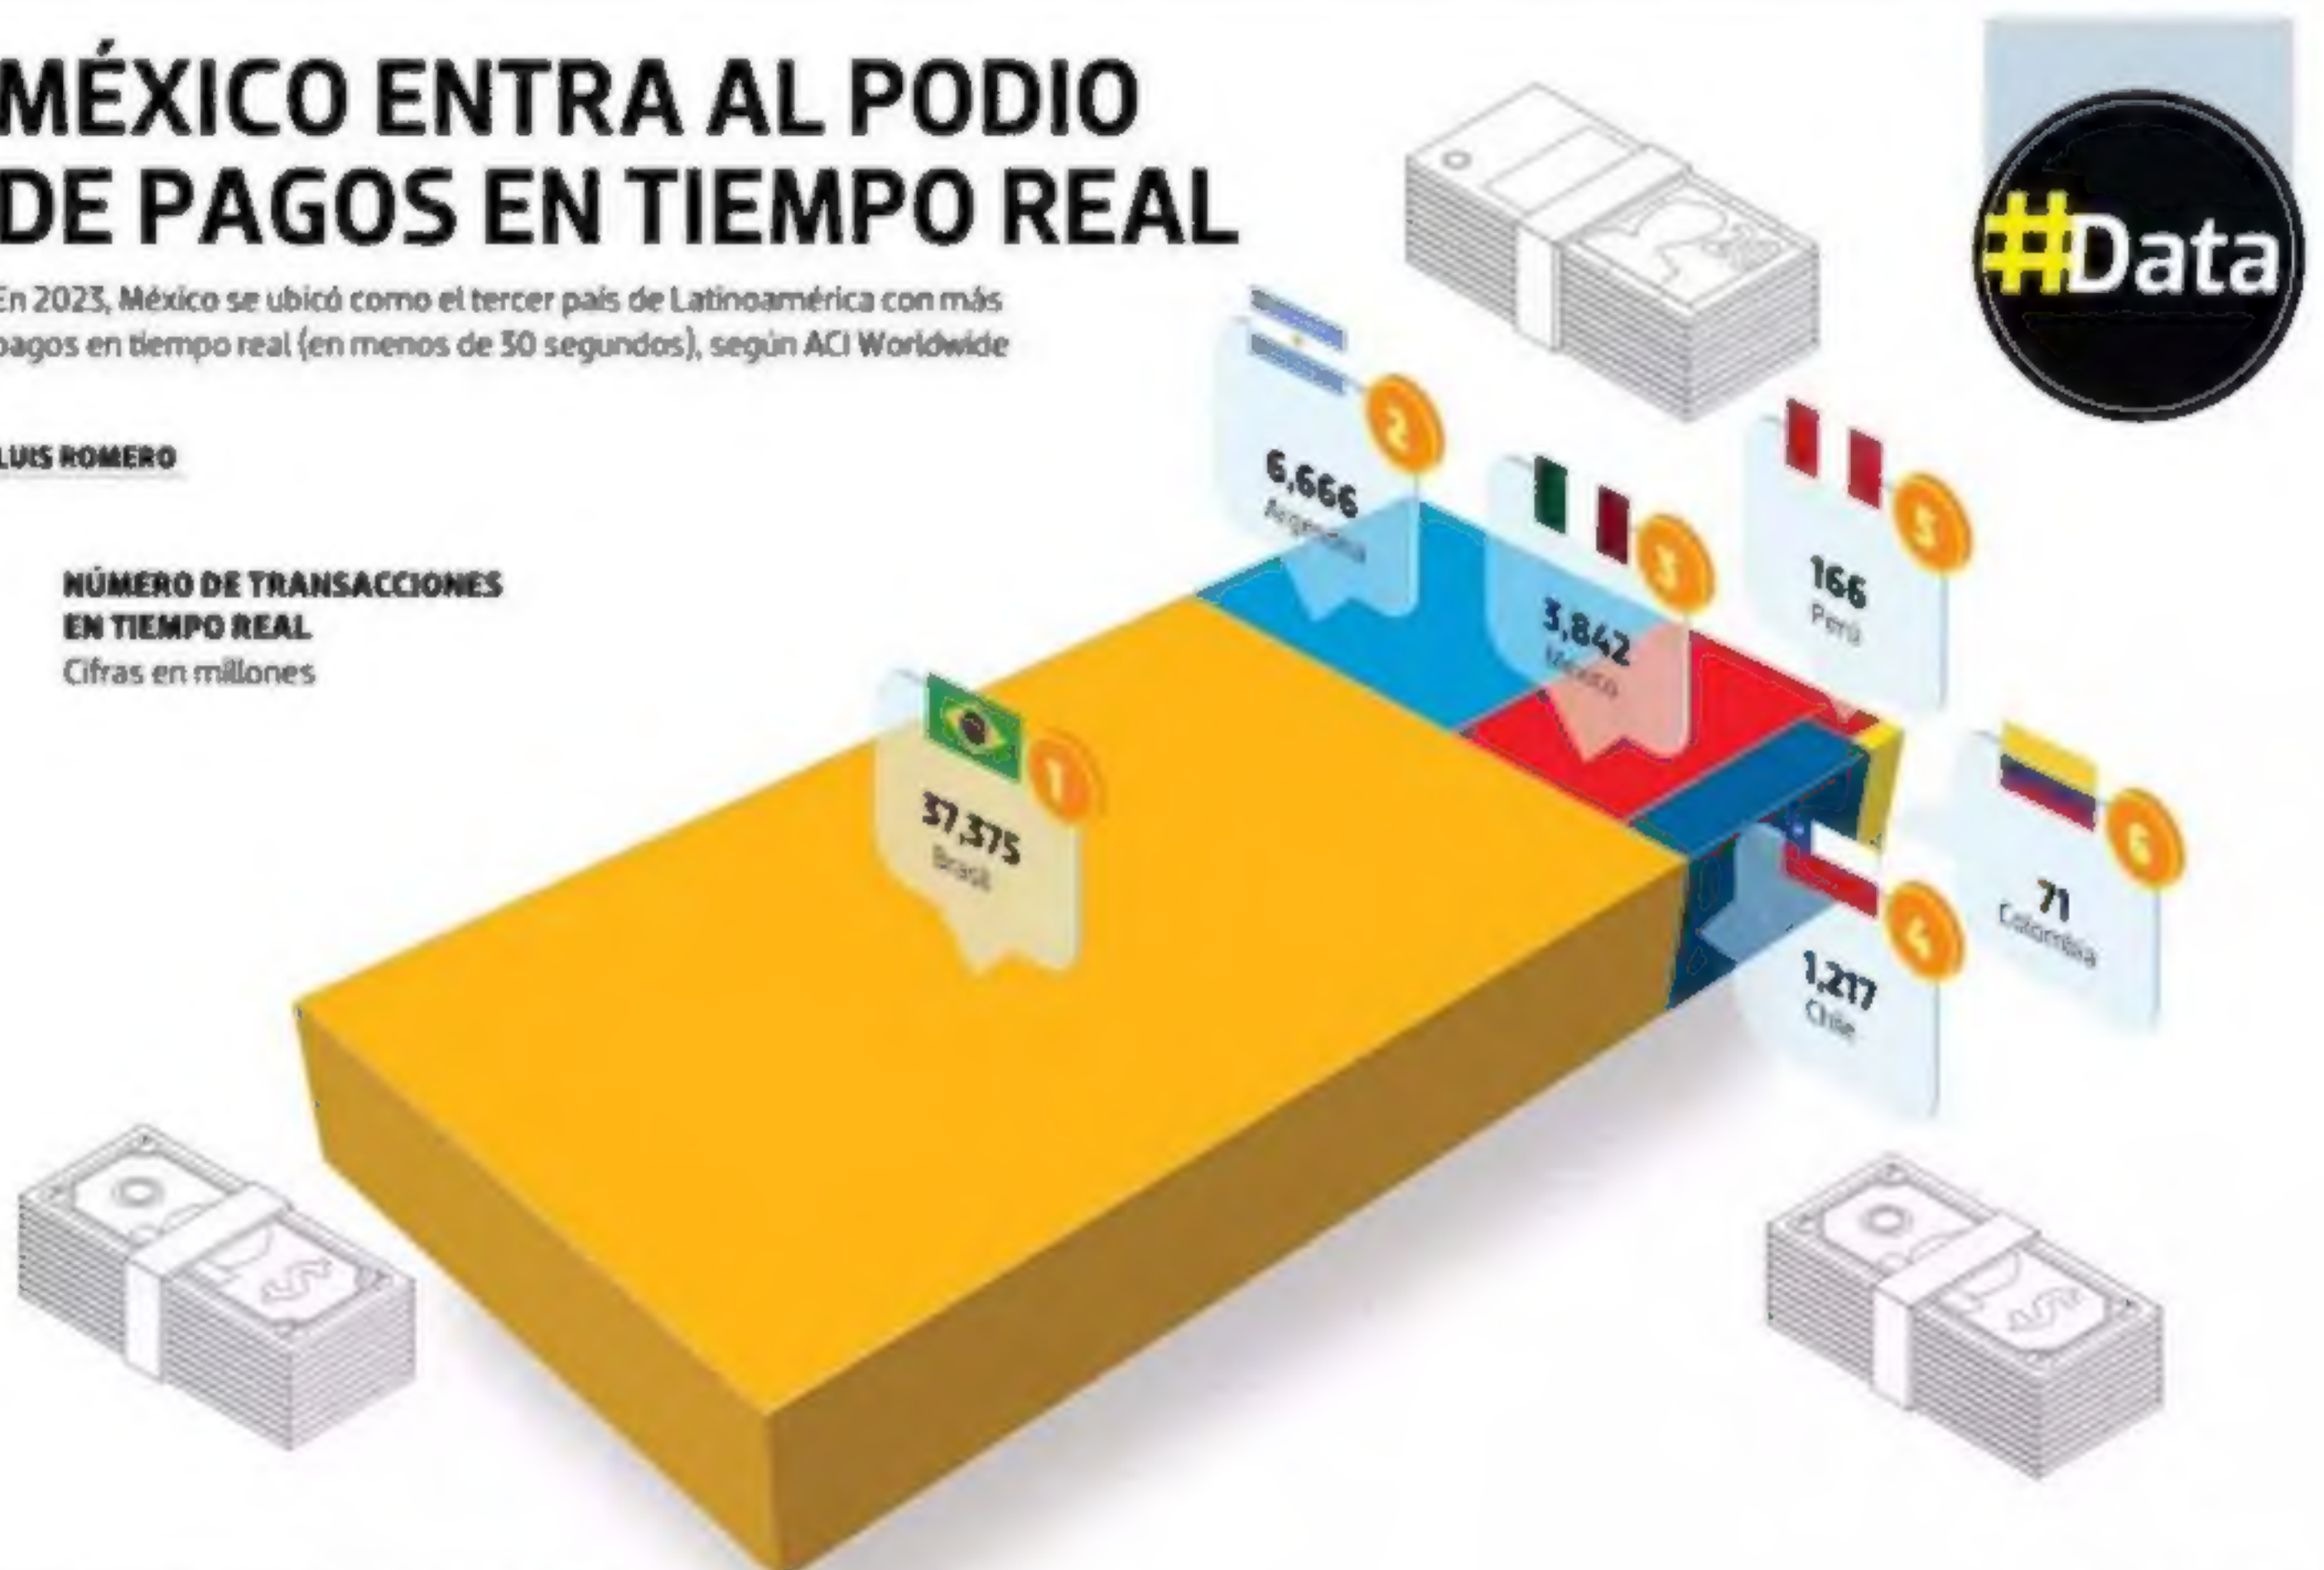 MÉXICO ENTRA AL PODIO
DE PAGOS EN TIEMPO REAL
#Data
En 2023, México se ubicó como el tercer país de Latinoamérica con más
pagos en tiempo real (en menos de 30 segundos), según ACI Worldwide
LUIS ROMERO
NÚMERO DE TRANSACCIONES
EN TIEMPO REAL
Cifras en millones
1
37,375
Brasil
2
6,666
Argentina
3
3,842
México
5
166
Perú
6
71
Colombia
4
1,217
Chile